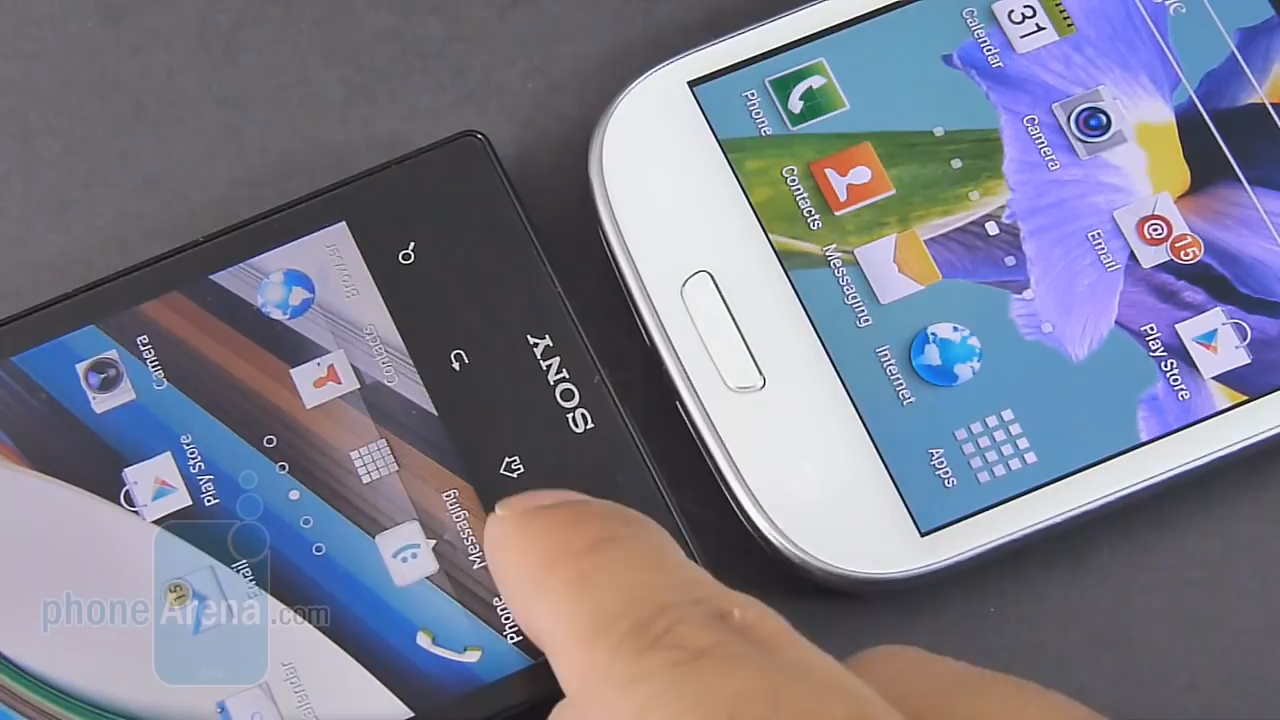 Calendar
31
Phone
Camera
Contacts
Email
15
Messaging
Play Store
Internet
Apps
SONY
Browser
Contacts
Camera
Play Store
Messaging
Phone
Email
15
Calendar
phoneArena.com